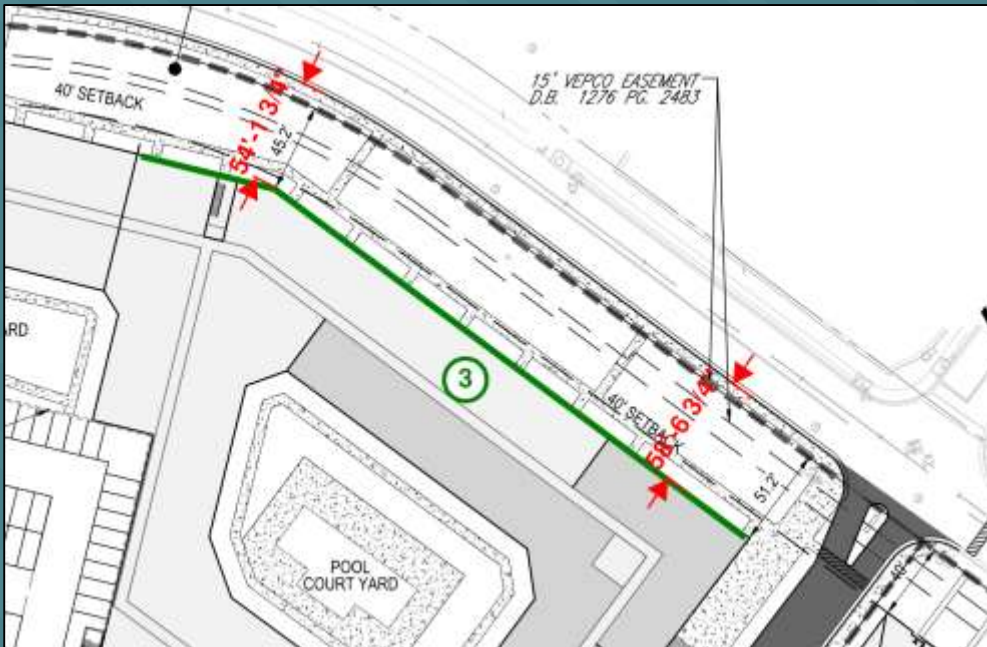 15' VEPCO EASEMENT
D.B. 1276 PG. 2483
40' SETBACK
54'-1 3/4"
45.2'
ARD
3
40' SETBACK
58'-6 3/4"
51.2'
POOL
COURT YARD